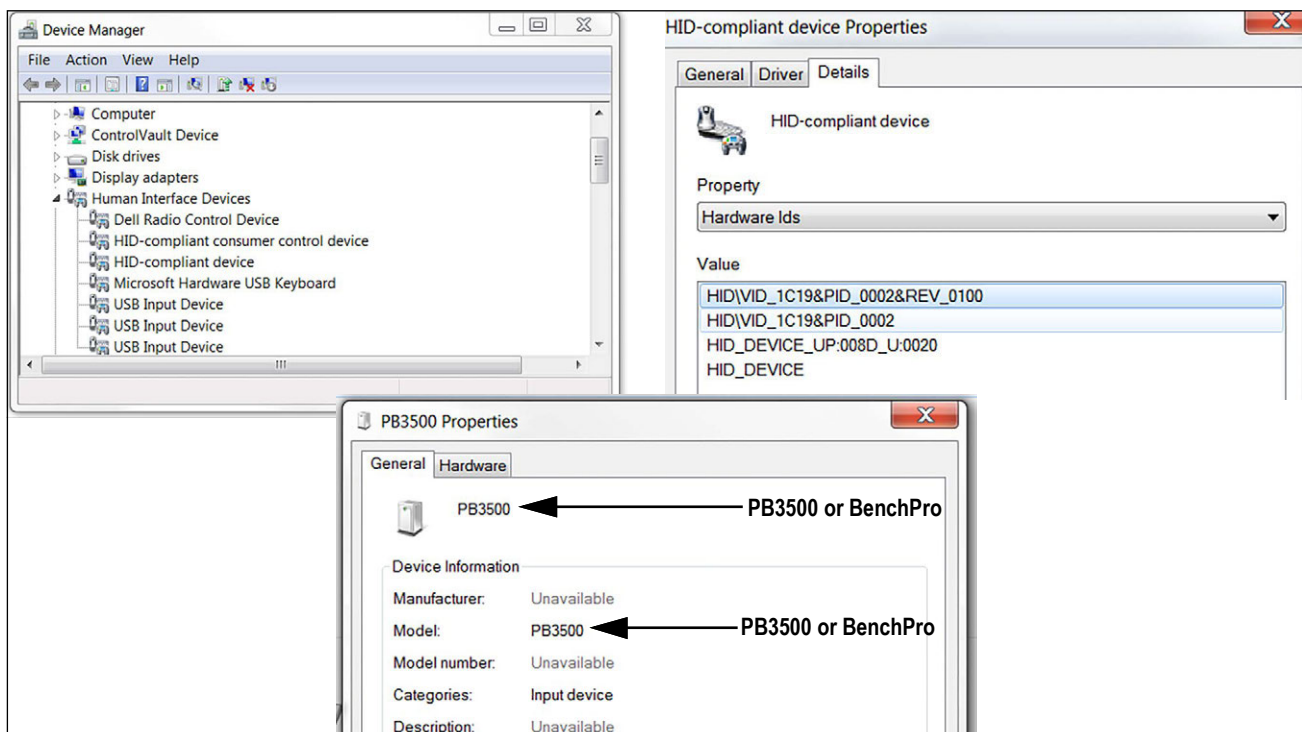 Device Manager
File Action View Help
Computer
ControlVault Device
Disk drives
Display adapters
Human Interface Devices
Dell Radio Control Device
HID-compliant consumer control device
HID-compliant device
Microsoft Hardware USB Keyboard
USB Input Device
USB Input Device
USB Input Device
HID-compliant device Properties
General Driver Details
HID-compliant device
Property
Hardware Ids
Value
HID\VID_1C19&PID_0002&REV_0100
HID\VID_1C19&PID_0002
HID_DEVICE_UP:008D_U:0020
HID_DEVICE
PB3500 Properties
General Hardware
PB3500 PB3500 or BenchPro
Device Information
Manufacturer: Unavailable
Model: PB3500 PB3500 or BenchPro
Model number: Unavailable
Categories: Input device
Description: Unavailable